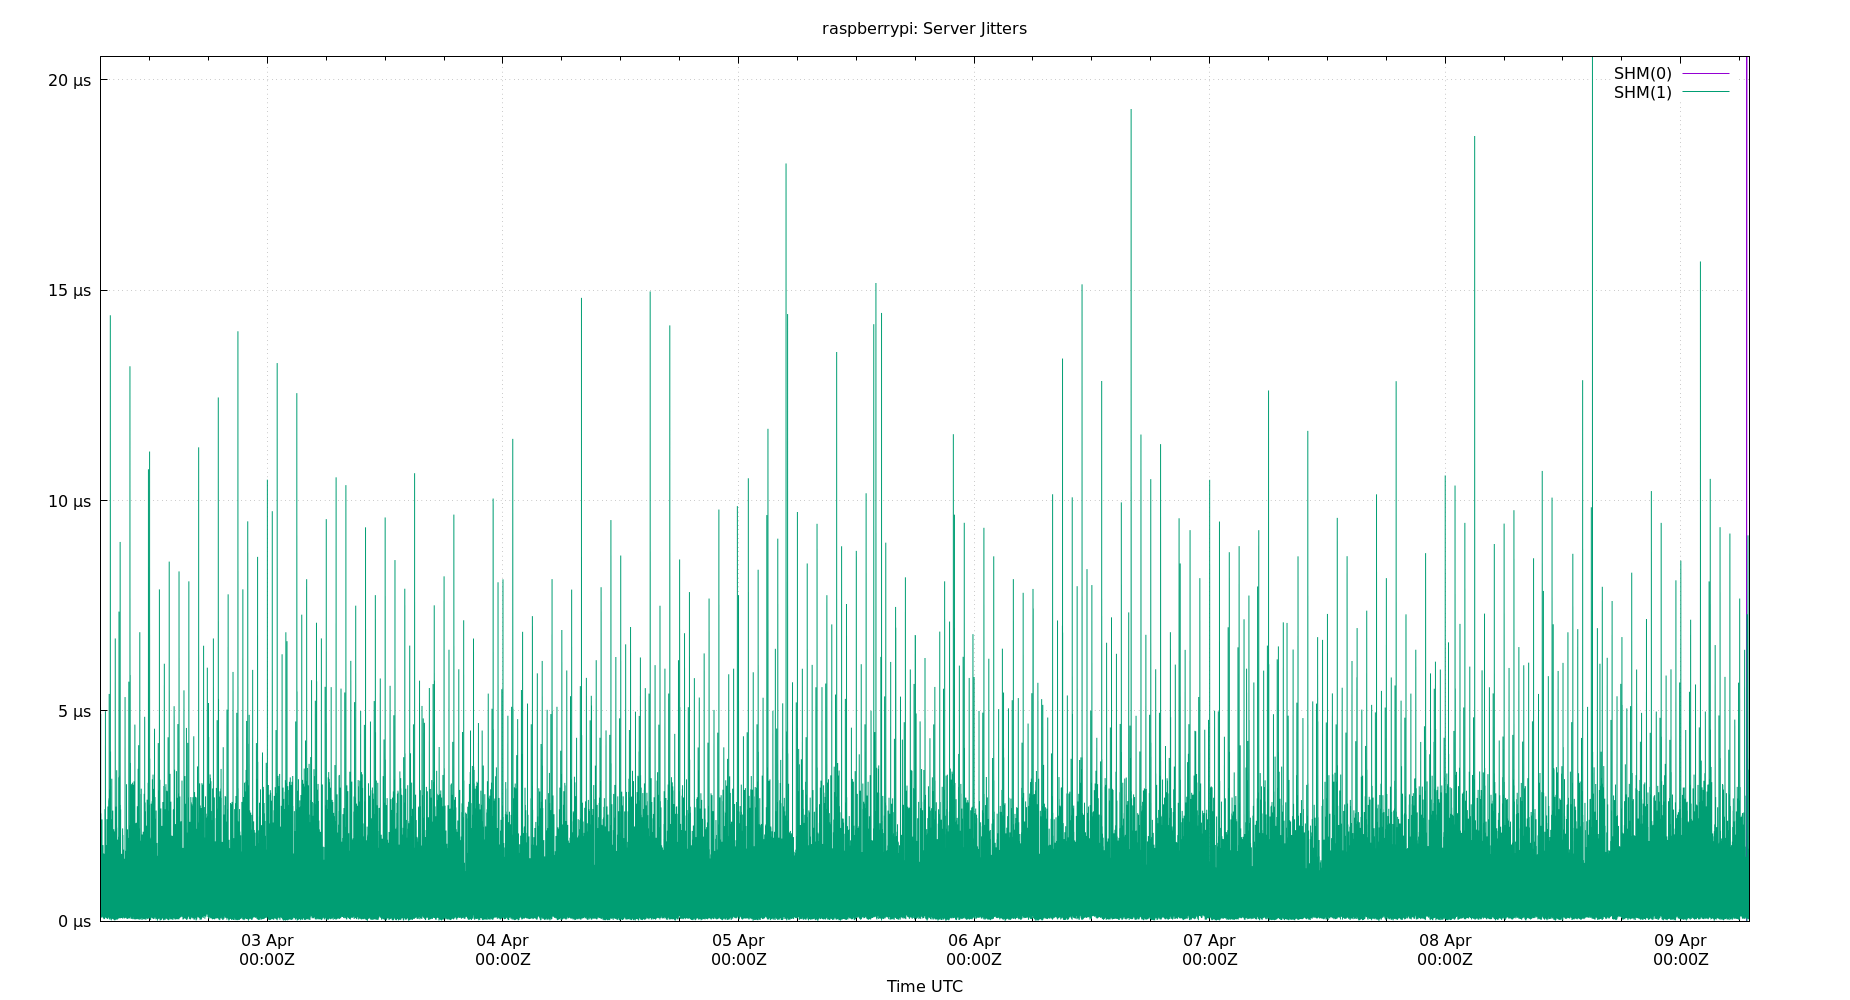 raspberrypi: Server Jitters
20 µs
SHM(0)
SHM(1)
15 µs
10 µs
5 µs
0 µs
03 Apr 04 Apr 05 Apr 06 Apr 07 Apr 08 Apr 09 Apr
00:00Z 00:00Z 00:00Z 00:00Z 00:00Z 00:00Z 00:00Z
Time UTC